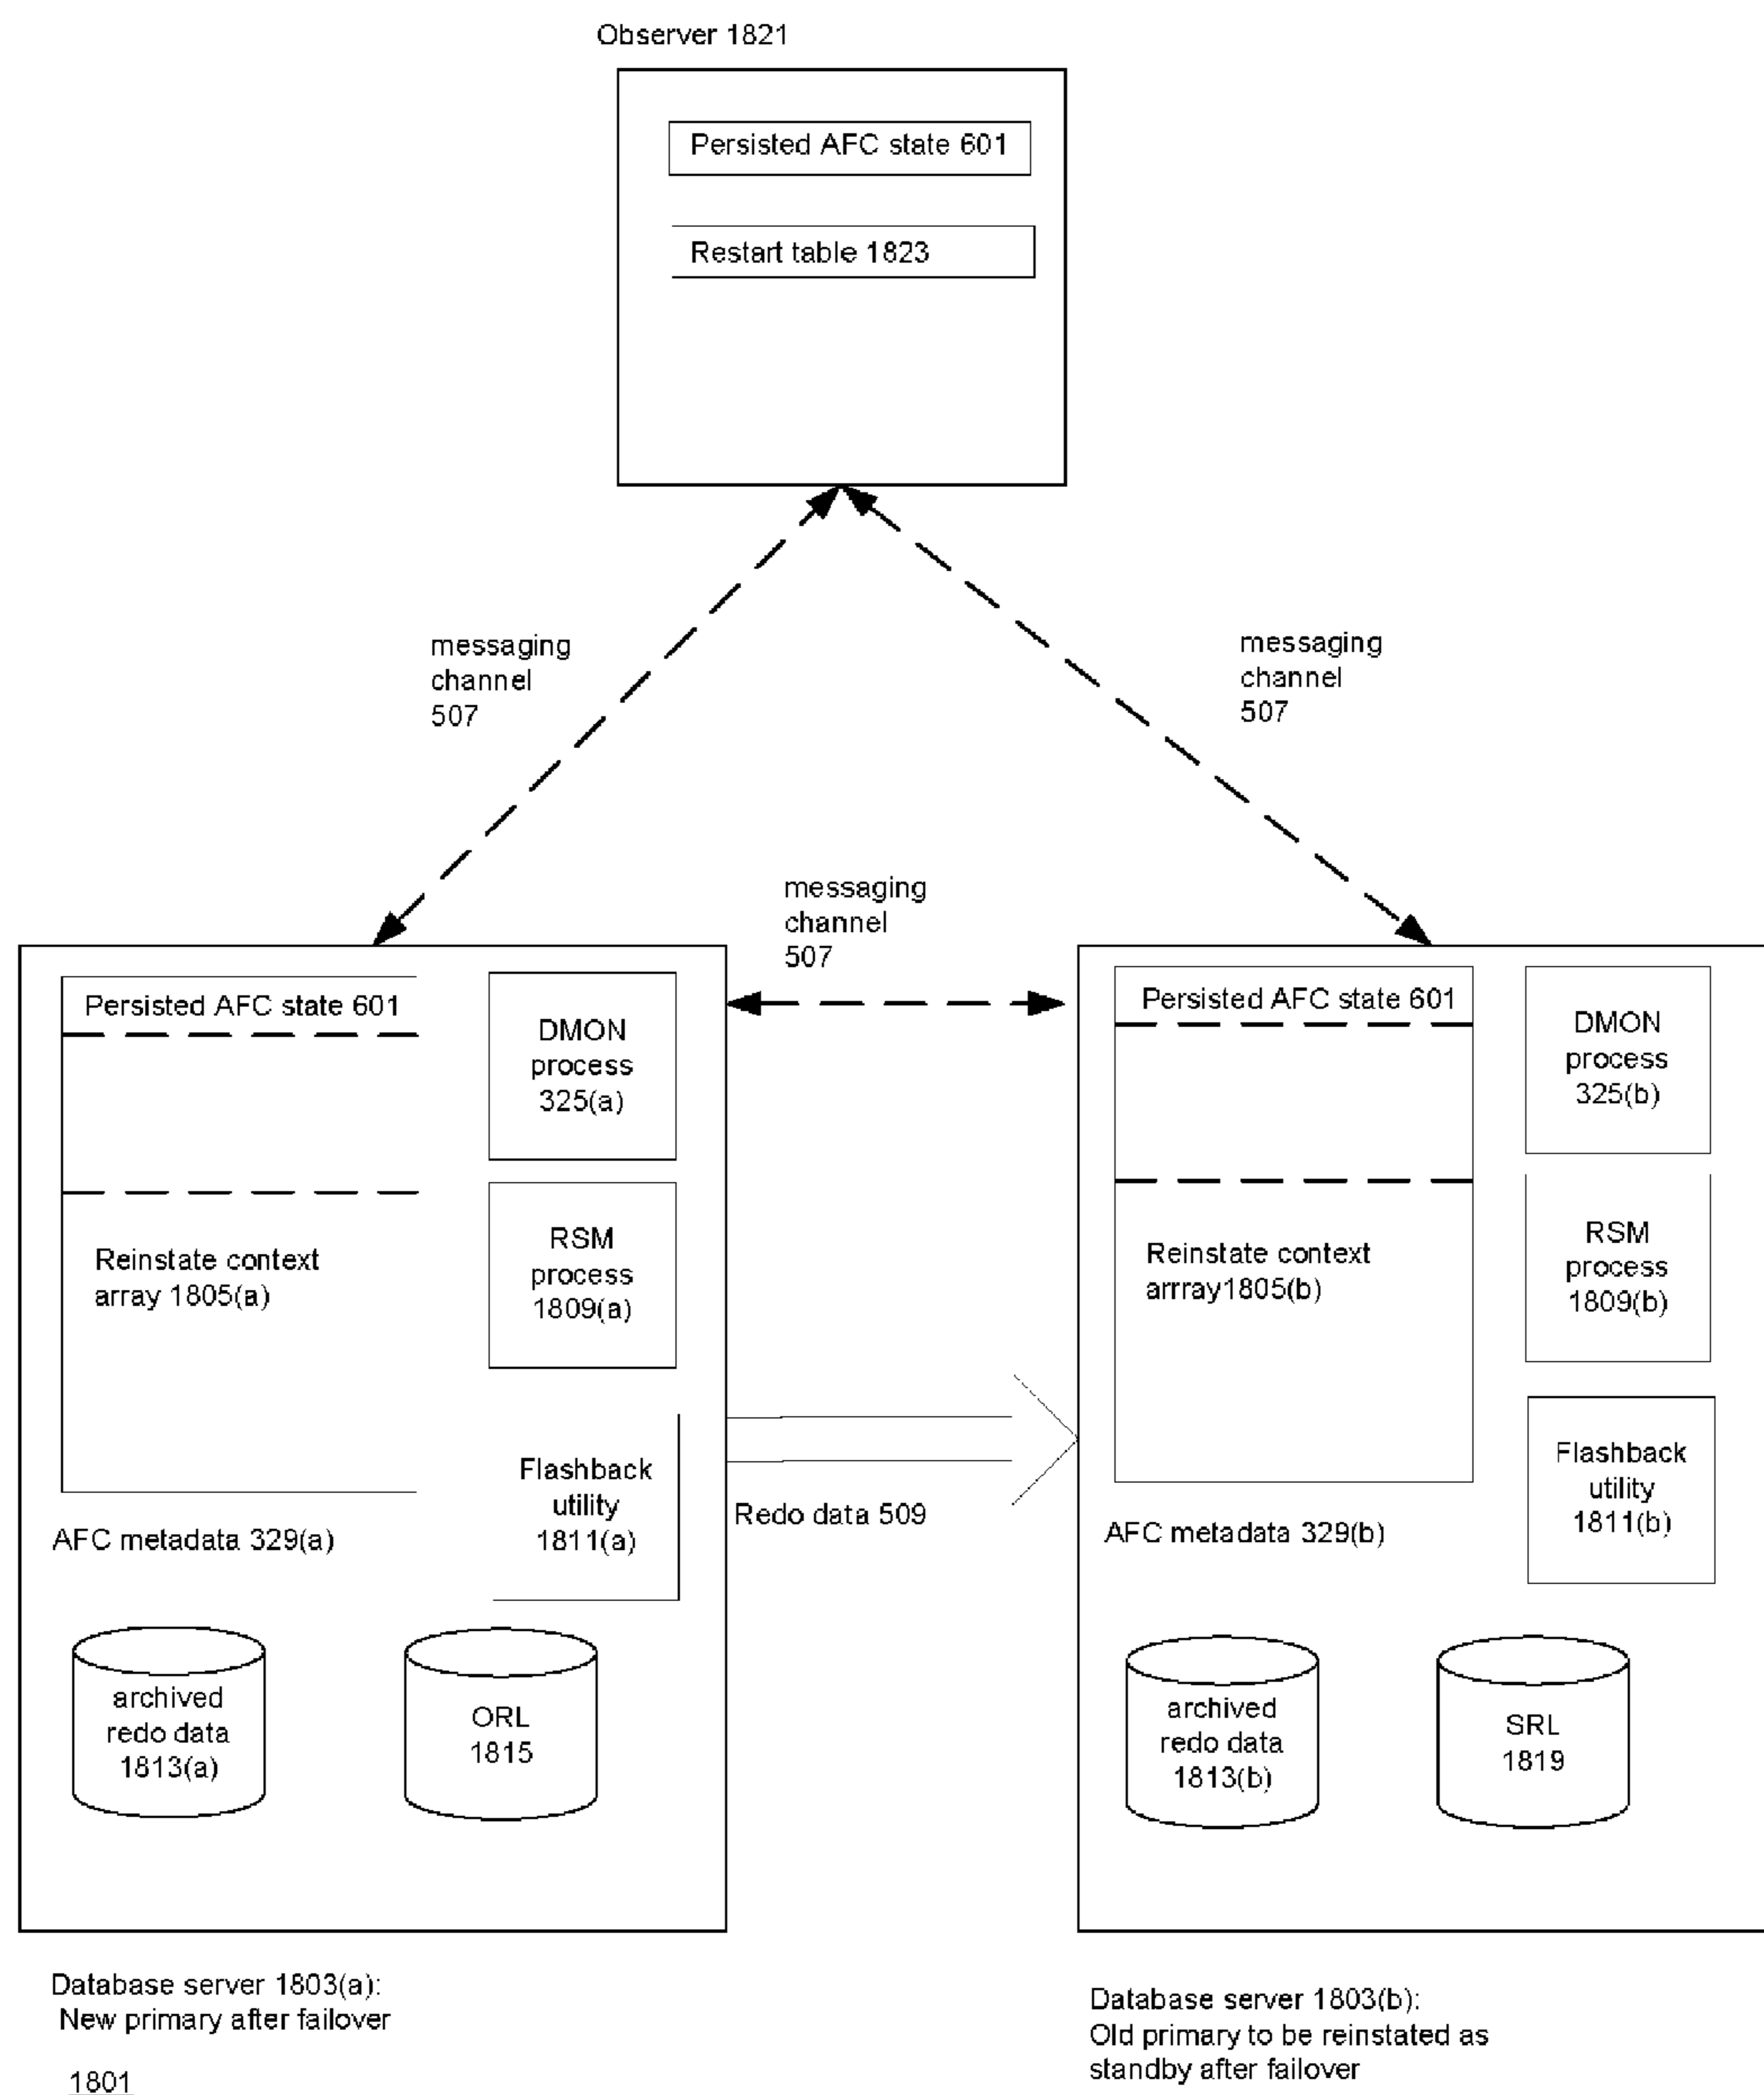 Observer 1821
Persisted AFC state 601
Restart table 1823
messaging
channel
507
messaging
channel
507
messaging
channel
507
Persisted AFC state 601
DMON
process
325(a)
Reinstate context
array 1805(a)
RSM
process
1809(a)
Flashback
utility
1811(a)
AFC metadata 329(a)
archived
redo data
1813(a)
ORL
1815
Redo data 509
Persisted AFC state 601
DMON
process
325(b)
Reinstate context
arrray1805(b)
RSM
process
1809(b)
Flashback
utility
1811(b)
AFC metadata 329(b)
archived
redo data
1813(b)
SRL
1819
Database server 1803(a):
New primary after failover
1801
Database server 1803(b):
Old primary to be reinstated as
standby after failover